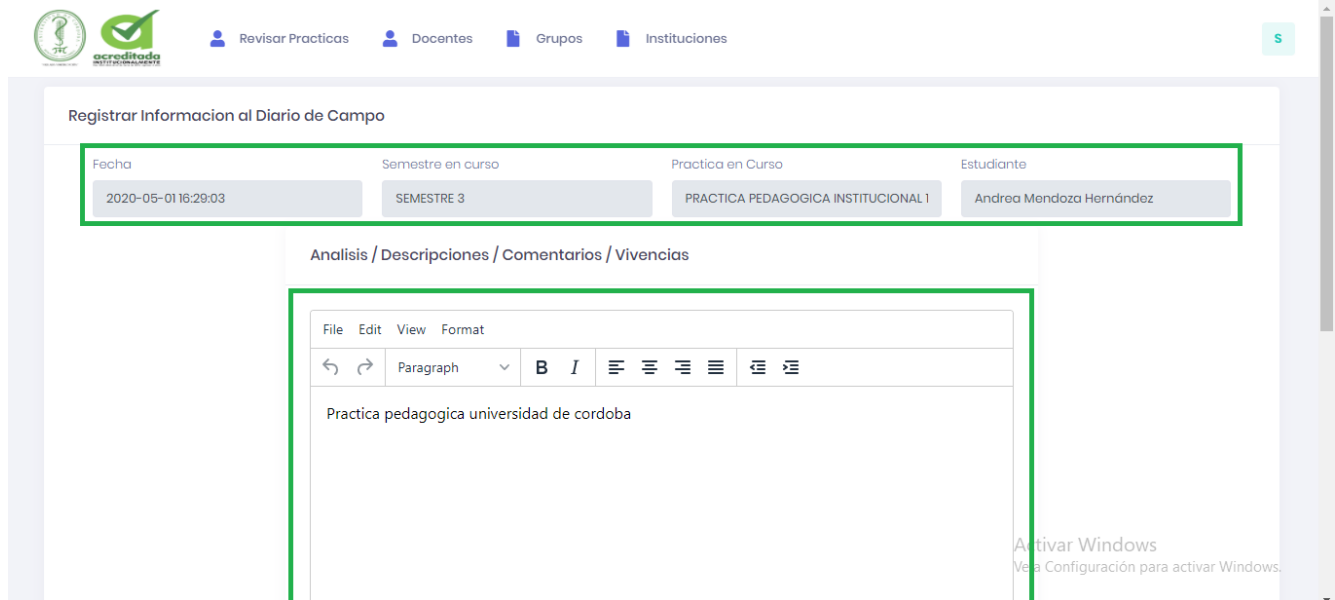 acreditada
INSTITUCIONALMENTE
Revisar Practicas
Docentes
Grupos
Instituciones
S
Registrar Informacion al Diario de Campo
Fecha
Semestre en curso
Practica en Curso
Estudiante
2020-05-01 16:29:03
SEMESTRE 3
PRACTICA PEDAGOGICA INSTITUCIONAL 1
Andrea Mendoza Hernández
Analisis / Descripciones / Comentarios / Vivencias
File Edit View Format
Paragraph
B I
Practica pedagogica universidad de cordoba
Activar Windows
Ve a Configuración para activar Windows.